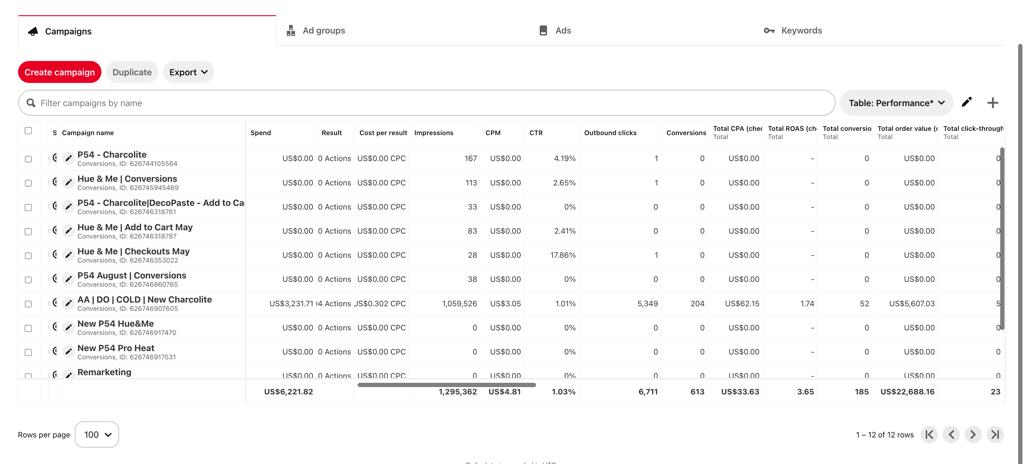 Campaigns
Ad groups
Ads
Keywords
Create campaign
Duplicate
Export
Filter campaigns by name
Table: Performance*
S Campaign name Spend Result Cost per result Impressions CPM CTR Outbound clicks Conversions Total CPA (chec Total ROAS (ch Total conversio Total order value (c Total click-through
Total Total Total Total Total
P54 - Charcolite US$0.00 0 Actions US$0.00 CPC 167 US$0.00 4.19% 1 0 US$0.00 - 0 US$0.00 0
Conversions, ID: 626744105564
Hue & Me | Conversions US$0.00 0 Actions US$0.00 CPC 113 US$0.00 2.65% 1 0 US$0.00 - 0 US$0.00 0
Conversions, ID: 626745945469
P54 - Charcolite|DecoPaste - Add to Ca US$0.00 0 Actions US$0.00 CPC 33 US$0.00 0% 0 0 US$0.00 - 0 US$0.00 0
Conversions, ID: 626746318761
Hue & Me | Add to Cart May US$0.00 0 Actions US$0.00 CPC 83 US$0.00 2.41% 0 0 US$0.00 - 0 US$0.00 0
Conversions, ID: 626746318787
Hue & Me | Checkouts May US$0.00 0 Actions US$0.00 CPC 28 US$0.00 17.86% 1 0 US$0.00 - 0 US$0.00 0
Conversions, ID: 626746353022
P54 August | Conversions US$0.00 0 Actions US$0.00 CPC 38 US$0.00 0% 0 0 US$0.00 - 0 US$0.00 0
Conversions, ID: 626746860765
AA | DO | COLD | New Charcolite US$3,231.71 4 Actions JS$0.302 CPC 1,059,526 US$3.05 1.01% 5,349 204 US$62.15 1.74 52 US$5,607.03 5
Conversions, ID: 626746907605
New P54 Hue&Me US$0.00 0 Actions US$0.00 CPC 0 US$0.00 0% 0 0 US$0.00 - 0 US$0.00 0
Conversions, ID: 626746917470
New P54 Pro Heat US$0.00 0 Actions US$0.00 CPC 0 US$0.00 0% 0 0 US$0.00 - 0 US$0.00 0
Conversions, ID: 626746917531
Remarketing US$0.00 0 Actions US$0.00 CPC 0 US$0.00 0% 0 0 US$0.00 - 0 US$0.00 0
US$6,221.82 1,295,362 US$4.81 1.03% 6,711 613 US$33.63 3.65 185 US$22,688.16 23
Rows per page 100
1 – 12 of 12 rows